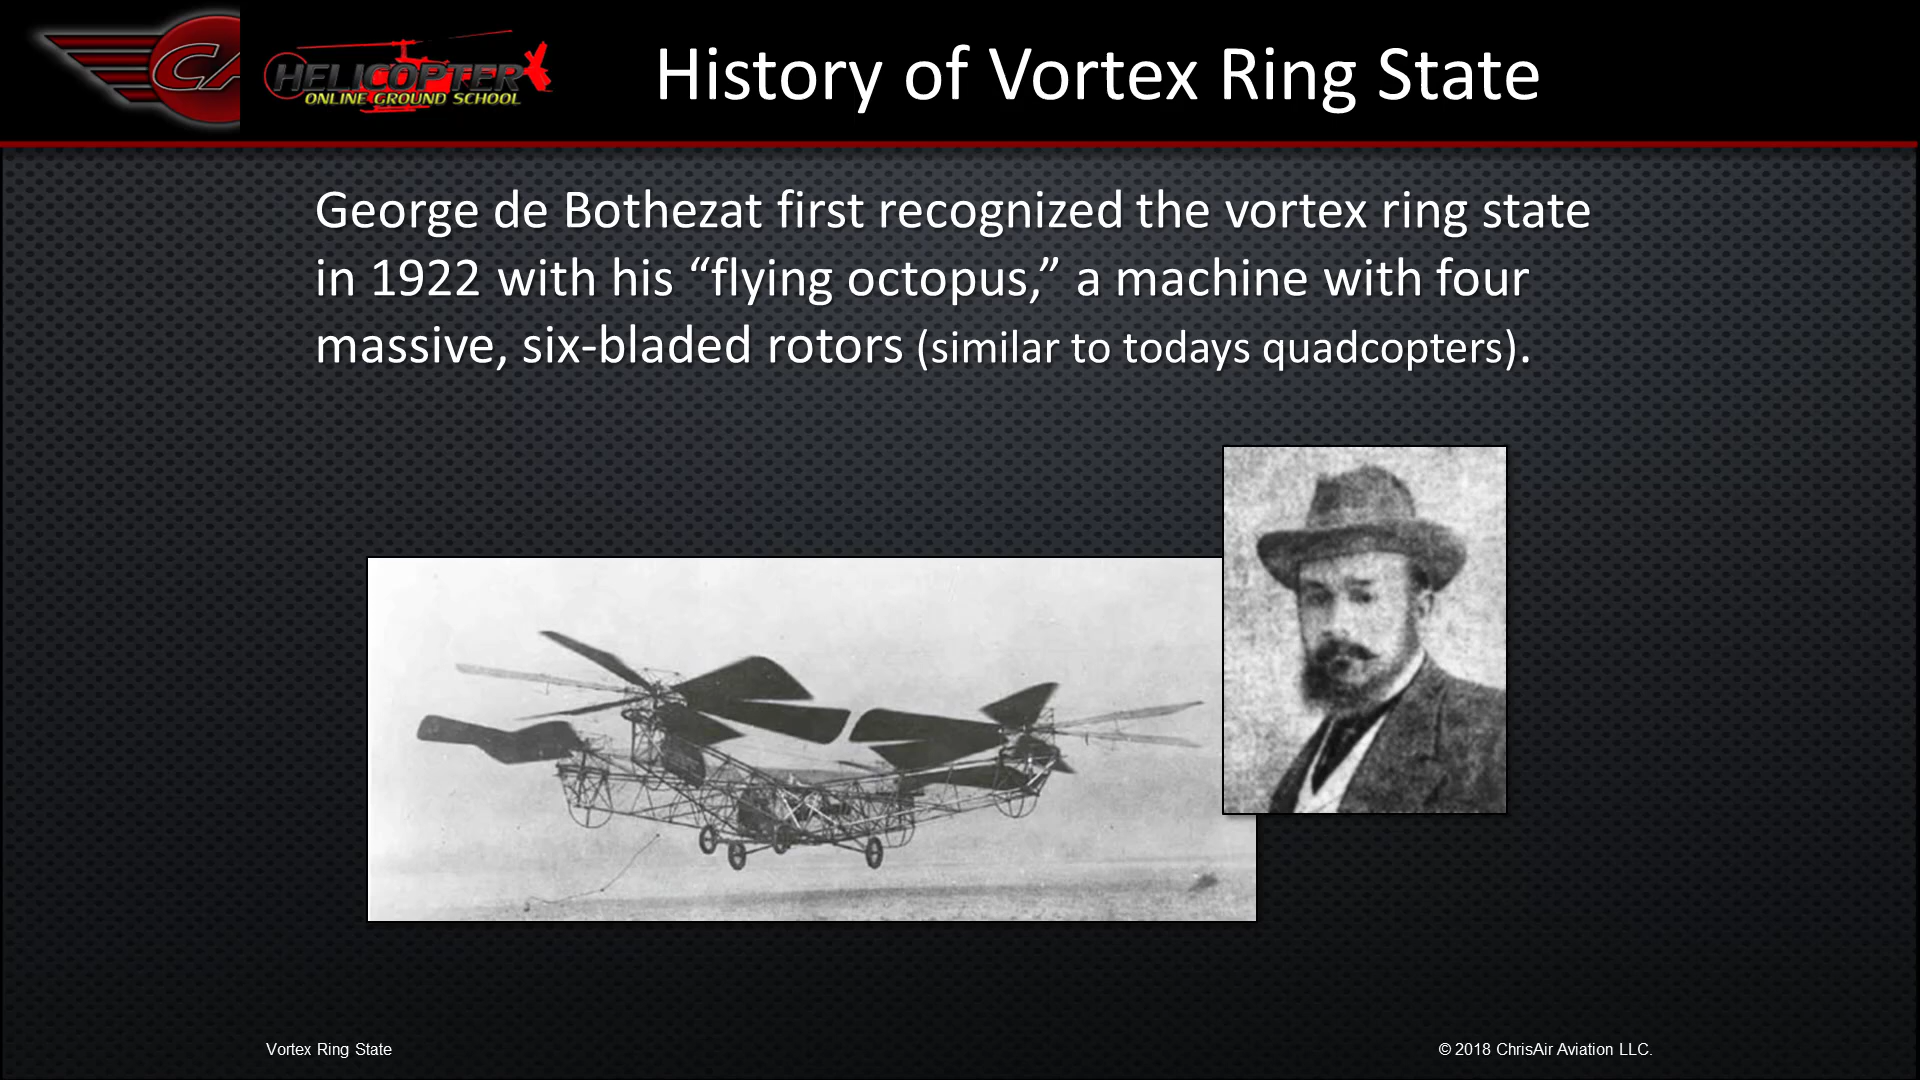 CA
HELICOPTER
ONLINE GROUND SCHOOL
History of Vortex Ring State
George de Bothezat first recognized the vortex ring state
in 1922 with his “flying octopus,” a machine with four
massive, six-bladed rotors (similar to todays quadcopters).
Vortex Ring State
© 2018 ChrisAir Aviation LLC.